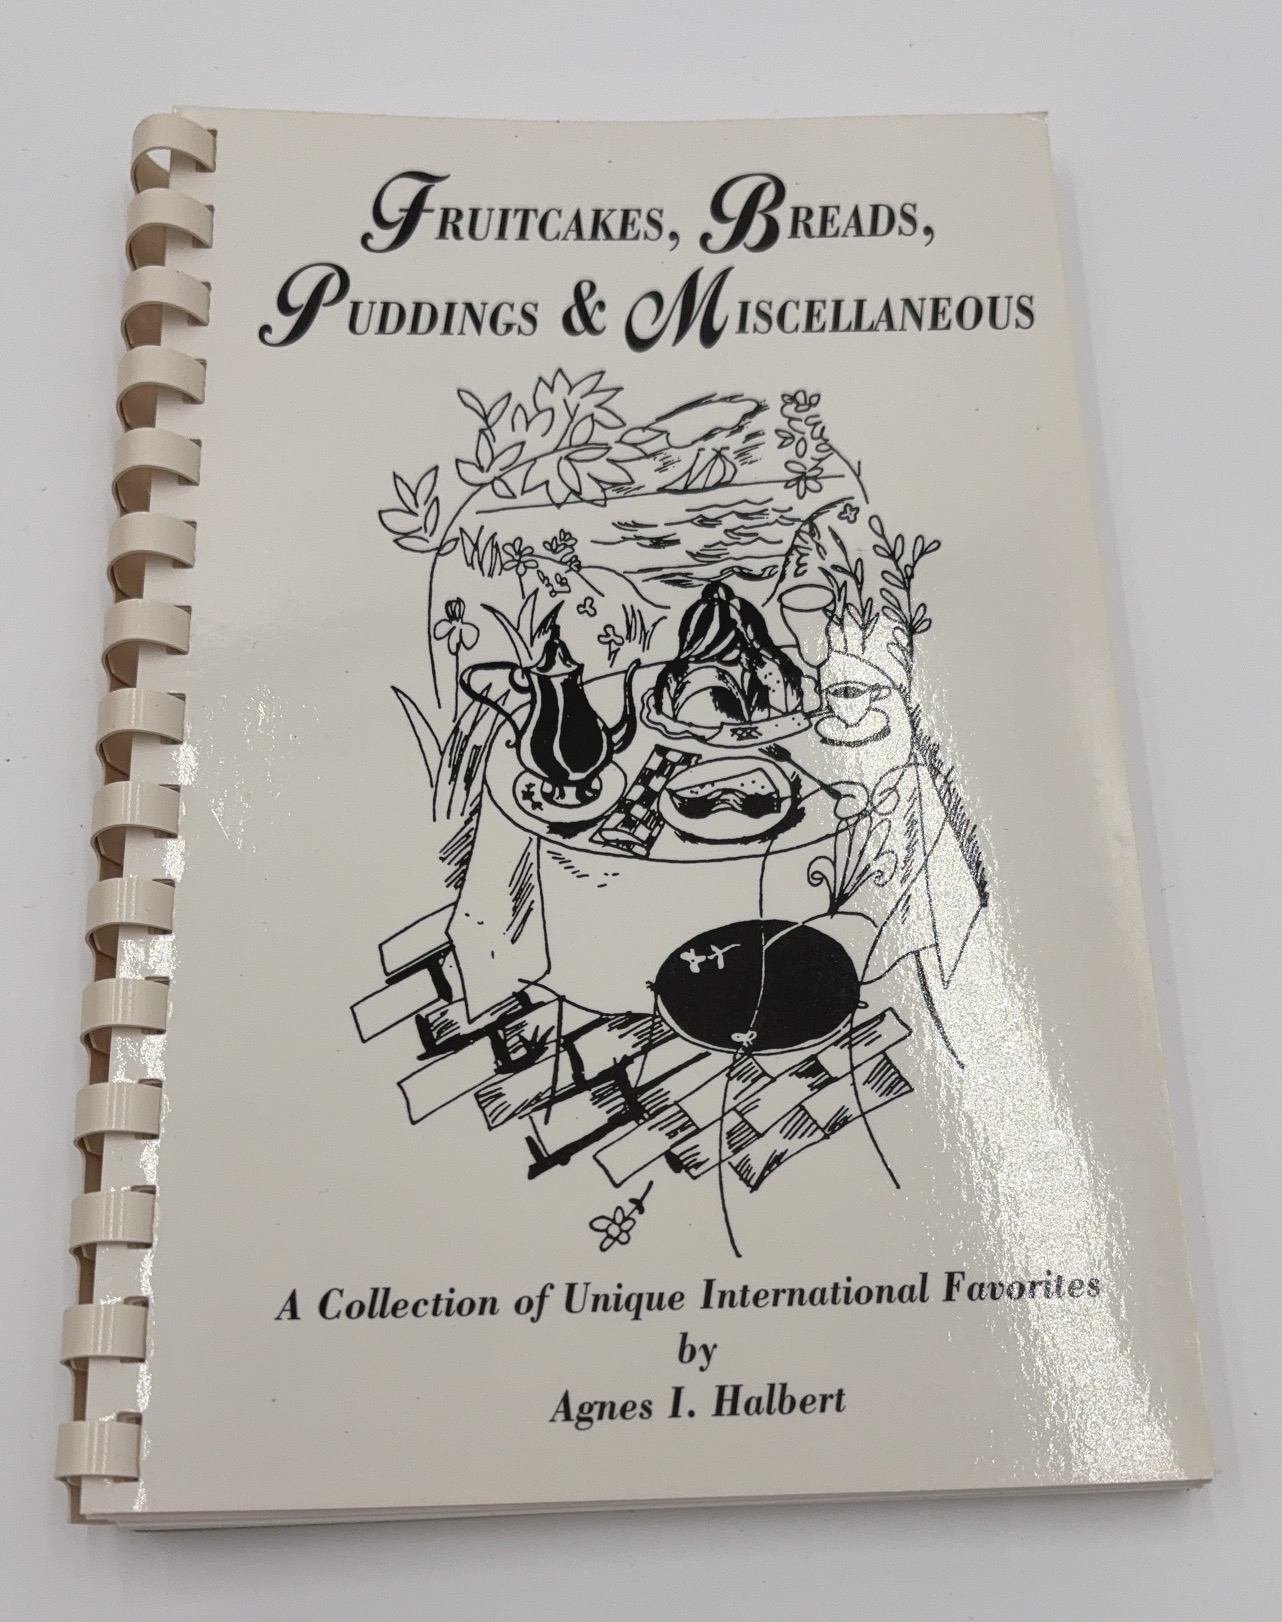 Fruitcakes, Breads,
Puddings & Miscellaneous
A Collection of Unique International Favorites
by
Agnes I. Halbert